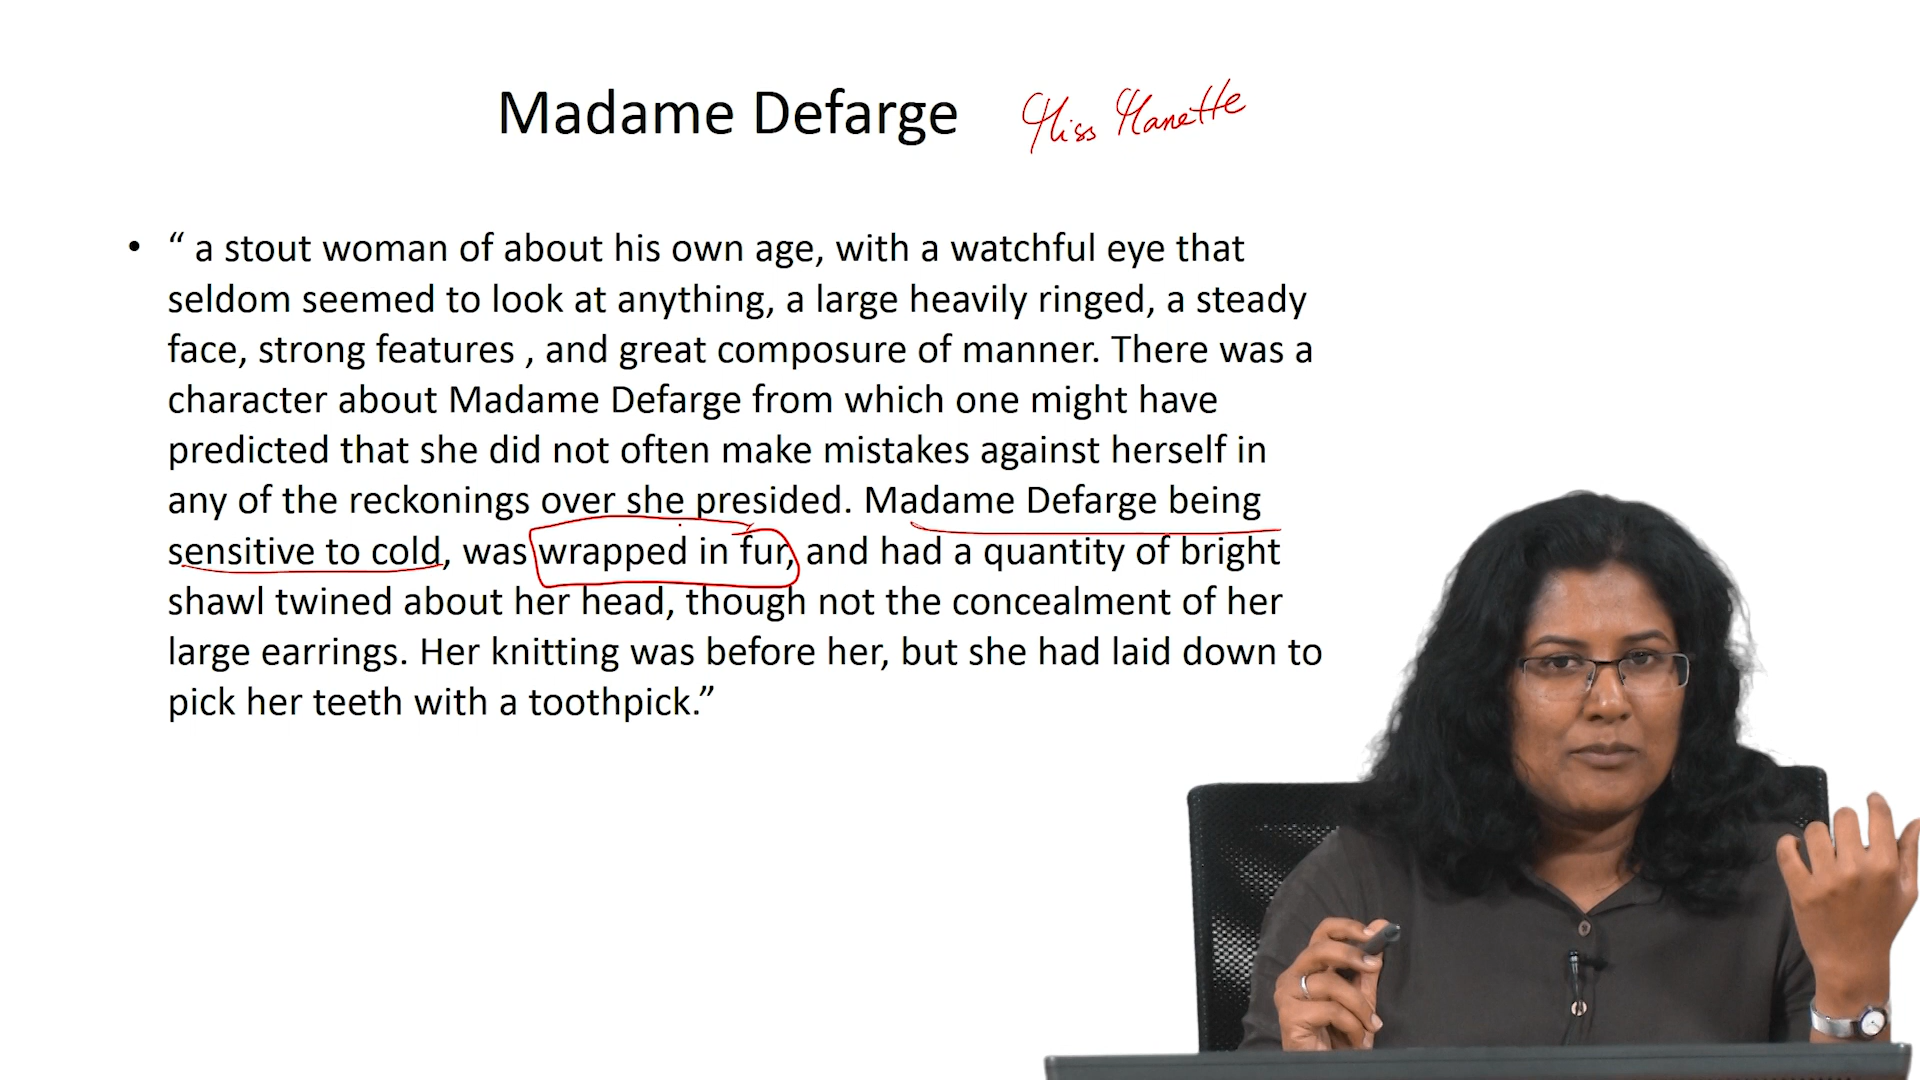 Madame Defarge Miss Manette
• “ a stout woman of about his own age, with a watchful eye that
seldom seemed to look at anything, a large heavily ringed, a steady
face, strong features , and great composure of manner. There was a
character about Madame Defarge from which one might have
predicted that she did not often make mistakes against herself in
any of the reckonings over she presided. Madame Defarge being
sensitive to cold, was wrapped in fur, and had a quantity of bright
shawl twined about her head, though not the concealment of her
large earrings. Her knitting was before her, but she had laid down to
pick her teeth with a toothpick.”